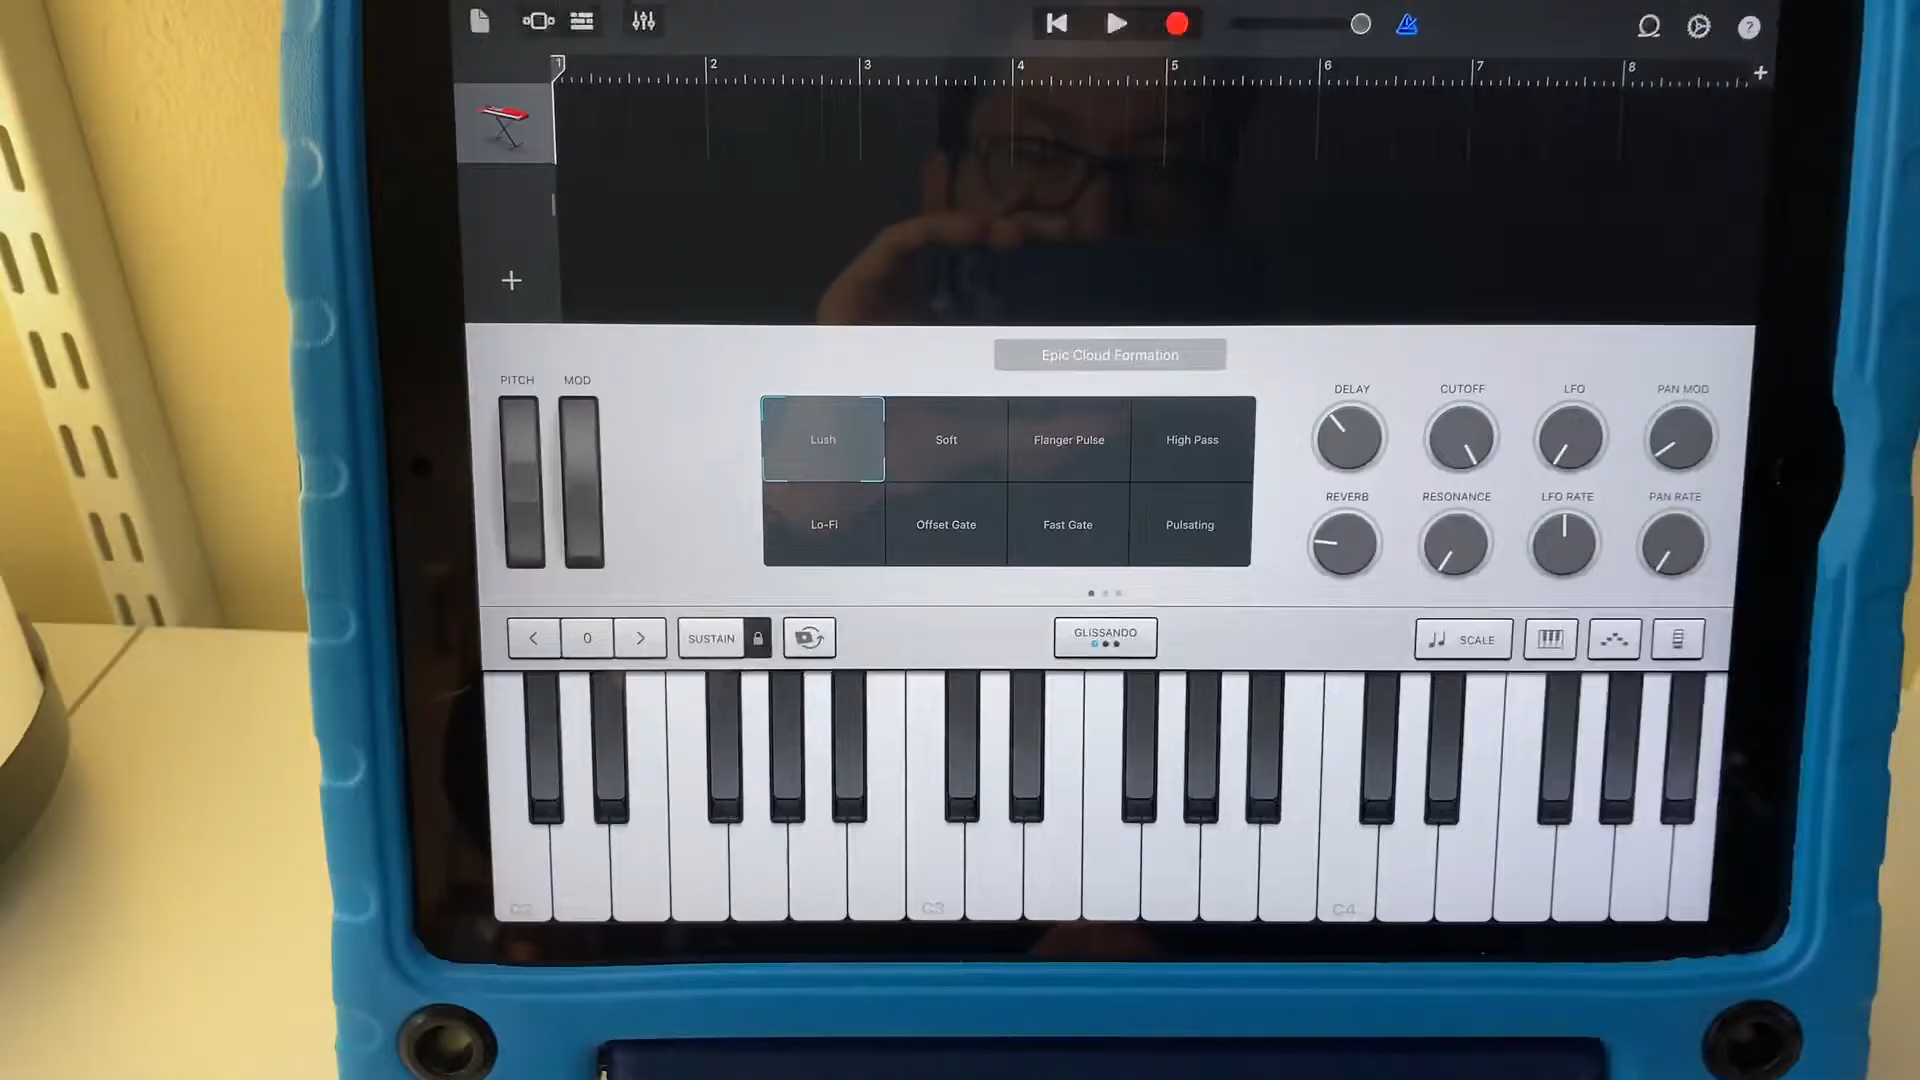 ?
1 2 3 4 5 6 7 8 +
+
Epic Cloud Formation
PITCH MOD
DELAY CUTOFF LFO PAN MOD
Lush Soft Flanger Pulse High Pass
REVERB RESONANCE LFO RATE PAN RATE
Lo-Fi Offset Gate Fast Gate Pulsating
< 0 > SUSTAIN GLISSANDO SCALE
C2 C3 C4